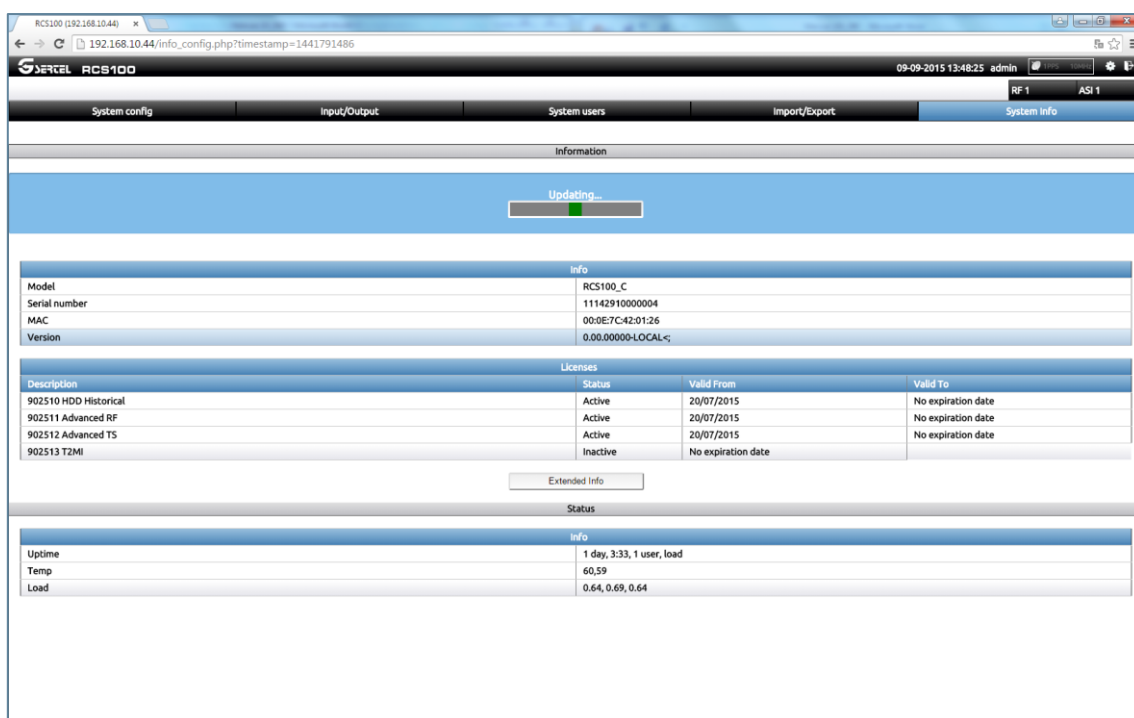 RCS100 (192.168.10.44)
192.168.10.44/info_config.php?timestamp=1441791486
SERTEL RCS100 09-09-2015 13:48:25 admin 1PPS 10MHz
RF 1 ASI 1
System config Input/Output System users Import/Export System Info
Information
Updating...
Info
Model RCS100_C
Serial number 11142910000004
MAC 00:0E:7C:42:01:26
Version 0.00.00000-LOCAL<;
Licenses
Description Status Valid From Valid To
902510 HDD Historical Active 20/07/2015 No expiration date
902511 Advanced RF Active 20/07/2015 No expiration date
902512 Advanced TS Active 20/07/2015 No expiration date
902513 T2MI Inactive No expiration date
Extended Info
Status
Info
Uptime 1 day, 3:33, 1 user, load
Temp 60,59
Load 0.64, 0.69, 0.64